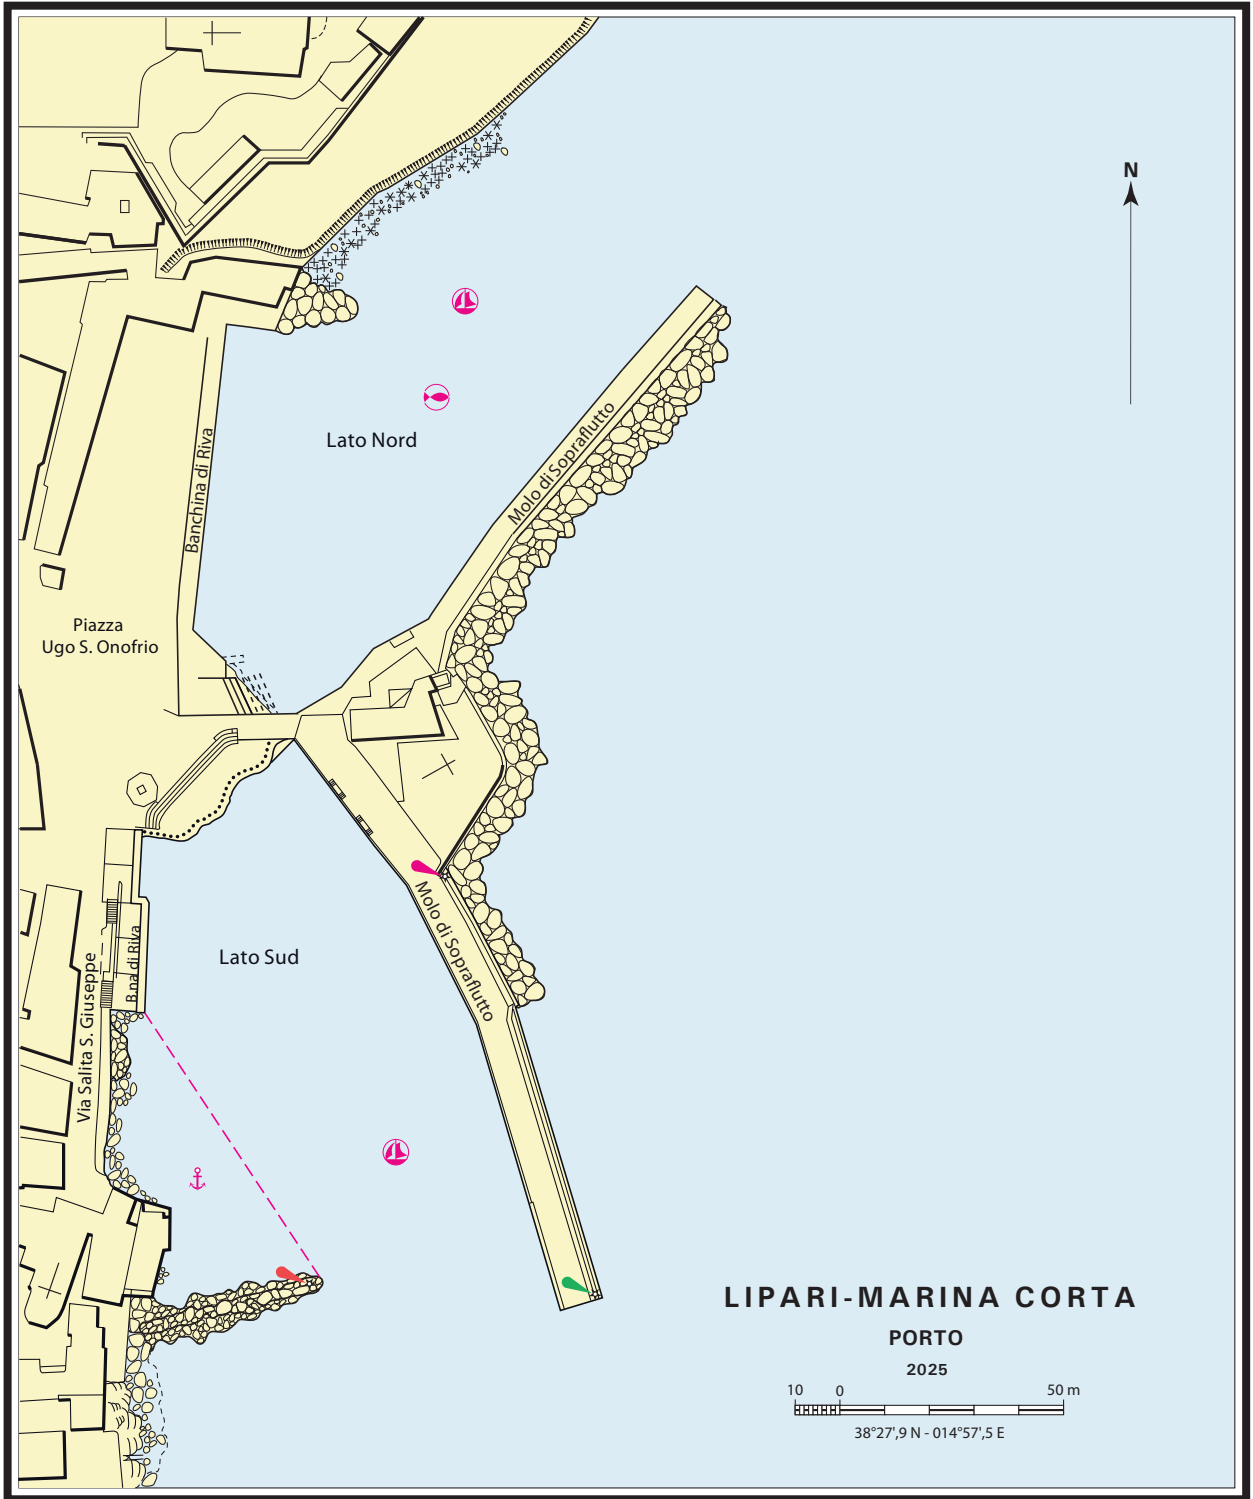 N
Lato Nord
Molo di Sopraflutto
Banchina di Riva
Piazza
Ugo S. Onofrio
Molo di Sopraflutto
Lato Sud
B.na di Riva
Via Salita S. Giuseppe
LIPARI-MARINA CORTA
PORTO
2025
10 0 50 m
38°27',9 N - 014°57',5 E